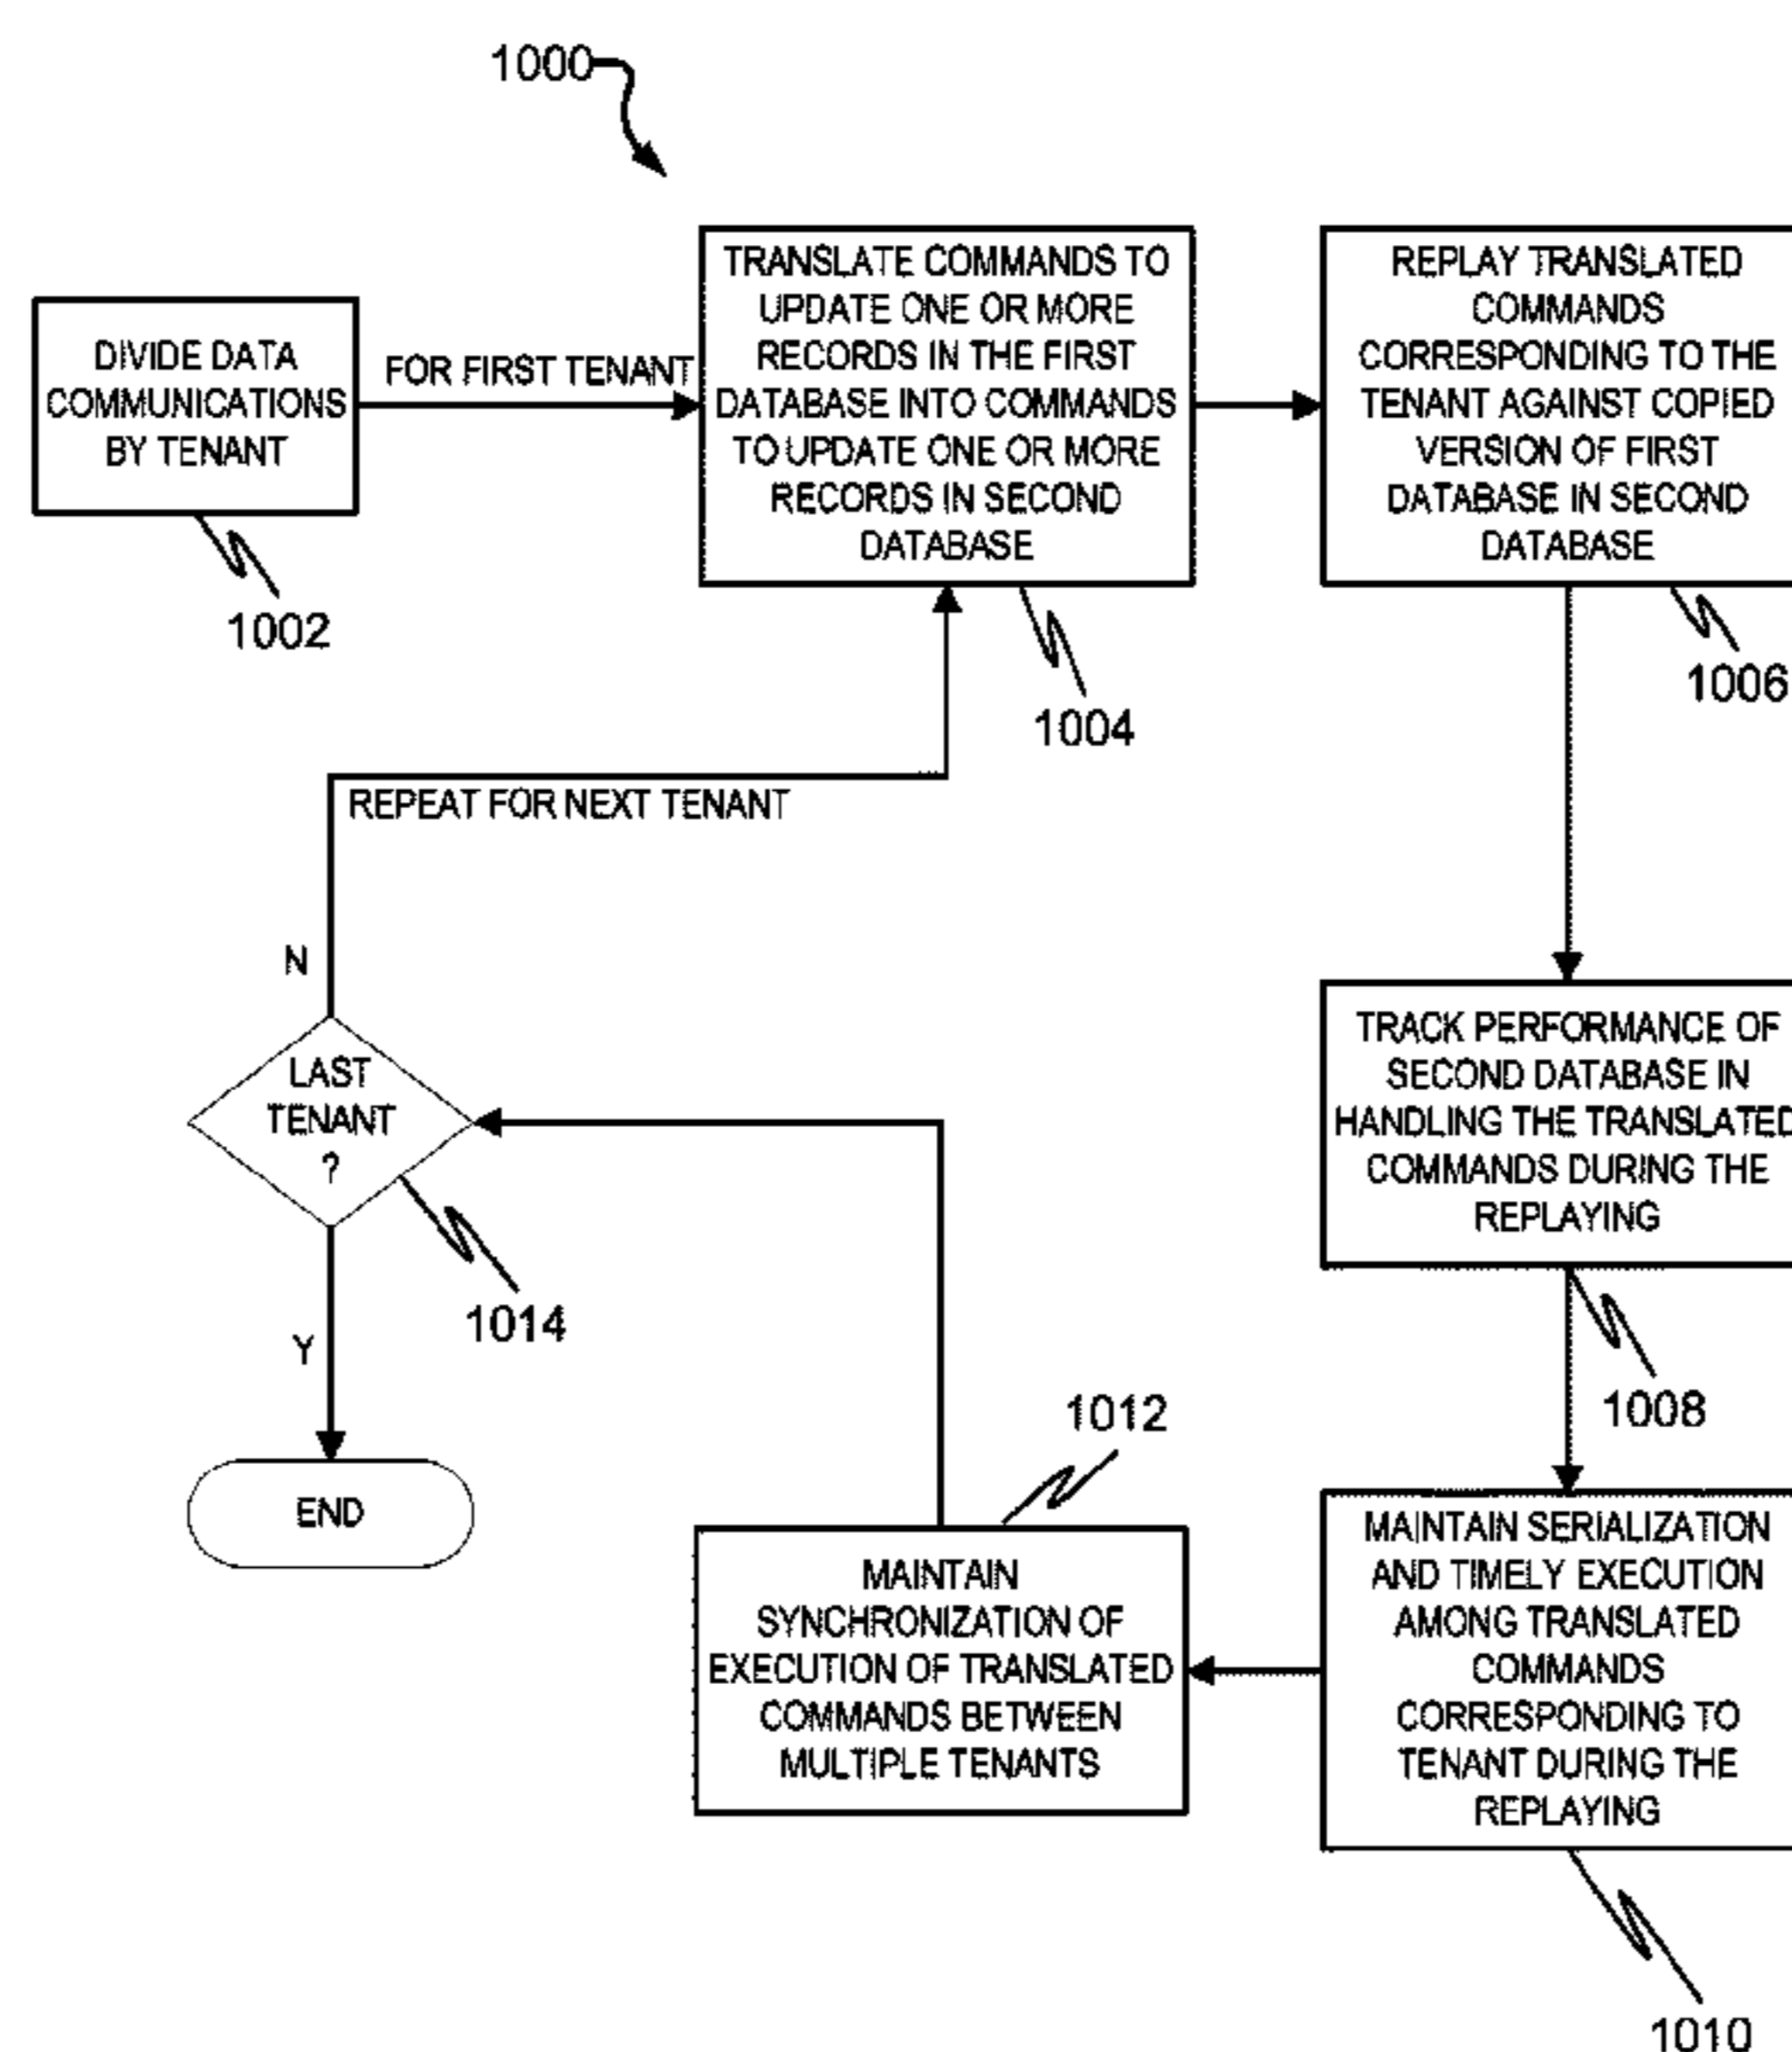 1000
DIVIDE DATA
COMMUNICATIONS
BY TENANT
1002
FOR FIRST TENANT
TRANSLATE COMMANDS TO
UPDATE ONE OR MORE
RECORDS IN THE FIRST
DATABASE INTO COMMANDS
TO UPDATE ONE OR MORE
RECORDS IN SECOND
DATABASE
1004
REPLAY TRANSLATED
COMMANDS
CORRESPONDING TO THE
TENANT AGAINST COPIED
VERSION OF FIRST
DATABASE IN SECOND
DATABASE
1006
TRACK PERFORMANCE OF
SECOND DATABASE IN
HANDLING THE TRANSLATED
COMMANDS DURING THE
REPLAYING
1008
MAINTAIN SERIALIZATION
AND TIMELY EXECUTION
AMONG TRANSLATED
COMMANDS
CORRESPONDING TO
TENANT DURING THE
REPLAYING
1010
MAINTAIN
SYNCHRONIZATION OF
EXECUTION OF TRANSLATED
COMMANDS BETWEEN
MULTIPLE TENANTS
1012
LAST
TENANT
?
1014
N
REPEAT FOR NEXT TENANT
Y
END